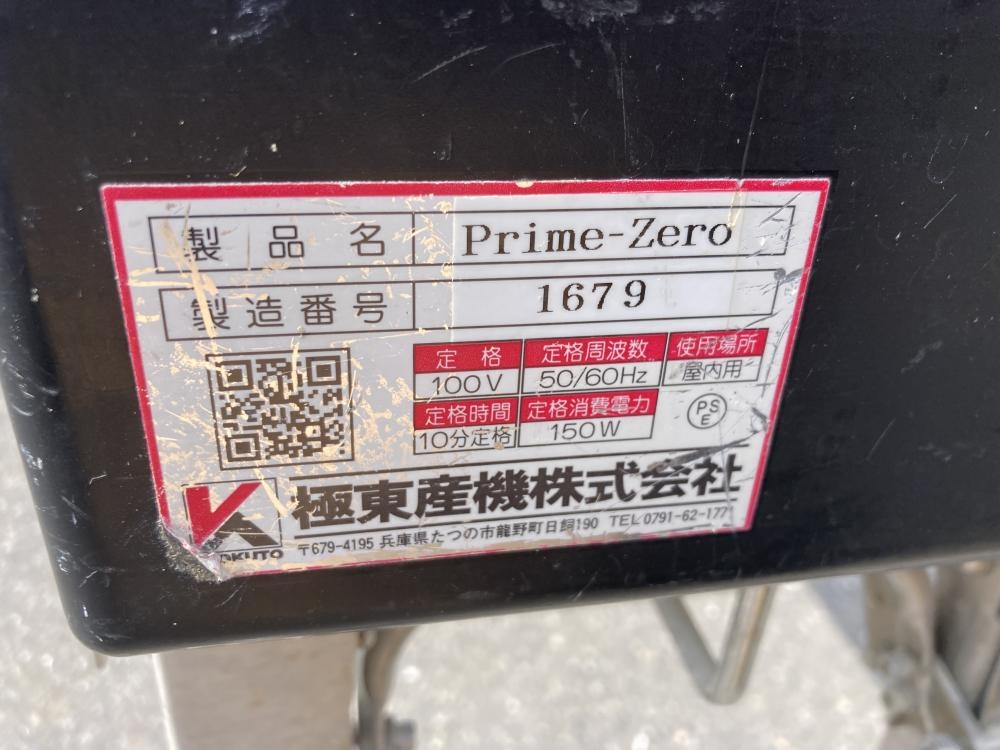 製品名 Prime-Zero
製造番号 1679
定格 定格周波数 使用場所
100V 50/60Hz 屋内用
定格時間 定格消費電力 PSE
10分定格 150W
極東産機株式会社
〒679-4195 兵庫県たつの市龍野町日飼190 TEL 0791-62-1771